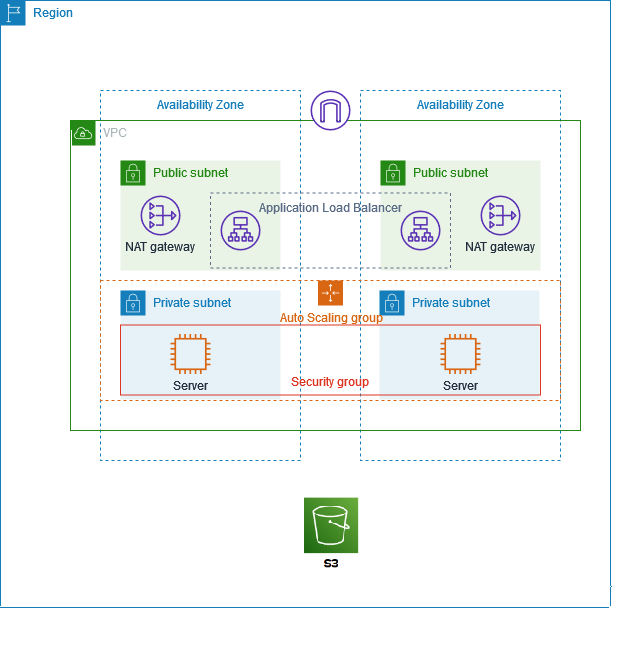 Region
Availability Zone
Availability Zone
VPC
Public subnet
Public subnet
Application Load Balancer
NAT gateway
NAT gateway
Private subnet
Private subnet
Auto Scaling group
Server
Security group
Server
S3